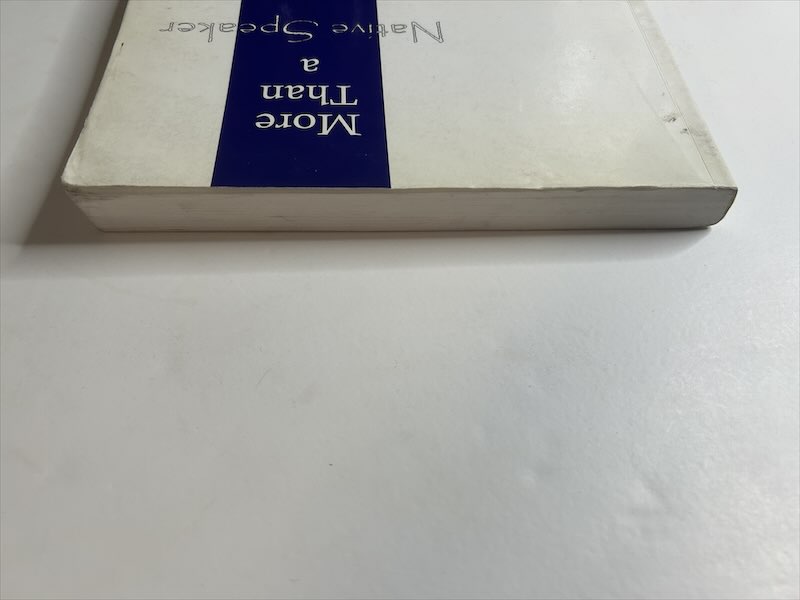 More
Than
a
Native Speaker